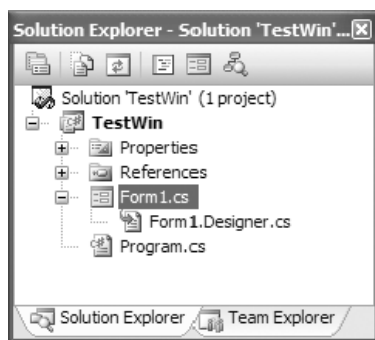 Solution Explorer - Solution 'TestWin'...
Solution 'TestWin' (1 project)
TestWin
Properties
References
Form1.cs
Form1.Designer.cs
Program.cs
Solution Explorer Team Explorer